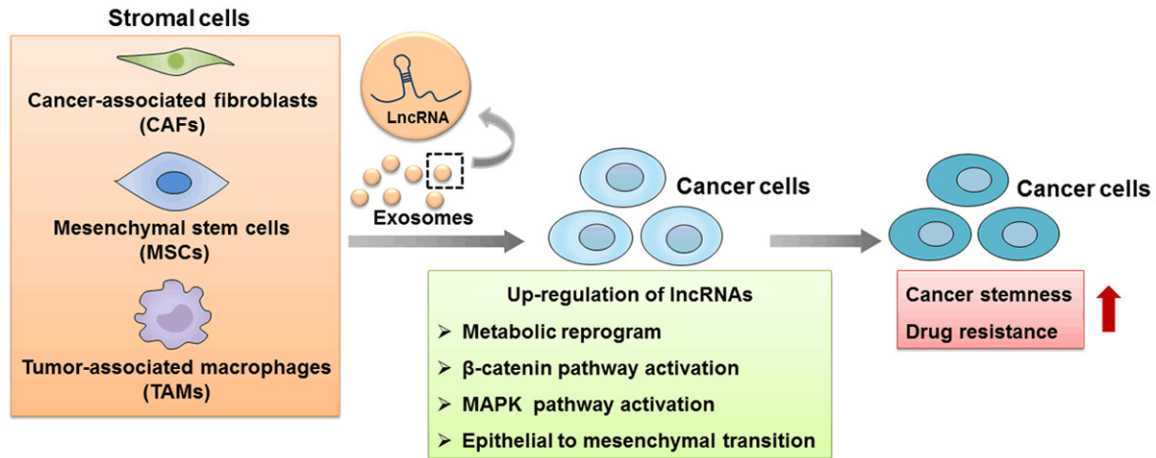 Stromal cells
Cancer-associated fibroblasts
(CAFs)
Mesenchymal stem cells
(MSCs)
Tumor-associated macrophages
(TAMs)
LncRNA
Exosomes
Cancer cells
Up-regulation of lncRNAs
➢ Metabolic reprogram
➢ β-catenin pathway activation
➢ MAPK pathway activation
➢ Epithelial to mesenchymal transition
Cancer cells
Cancer stemness
Drug resistance